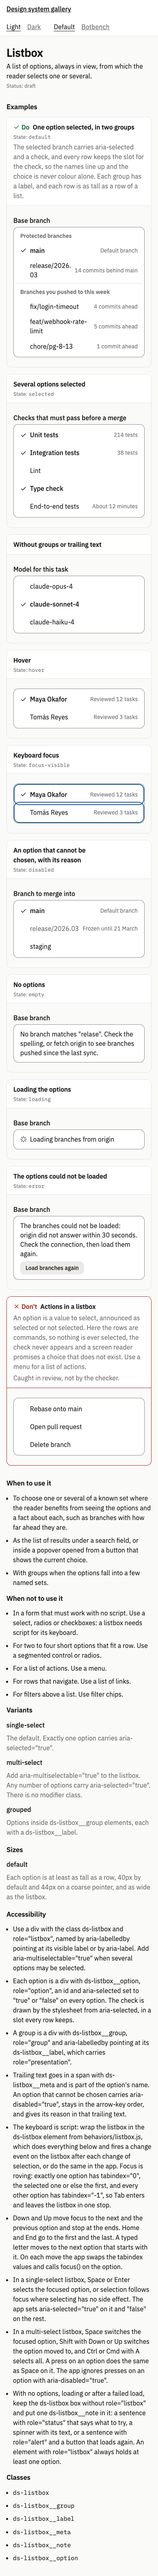 Design system gallery
Light Dark Default Botbench
Listbox
A list of options, always in view, from which the
reader selects one or several.
Status: draft
Examples
✓ Do One option selected, in two groups
State: default
The selected branch carries aria-selected
and a check, and every row keeps the slot for
the check, so the names line up and the
choice is never colour alone. Each group has
a label, and each row is as tall as a row of a
list.
Base branch
Protected branches
main Default branch
release/2026.
03 14 commits behind main
Branches you pushed to this week
fix/login-timeout 4 commits ahead
feat/webhook-rate-
limit 5 commits ahead
chore/pg-8-13 1 commit ahead
Several options selected
State: selected
Checks that must pass before a merge
Unit tests 214 tests
Integration tests 38 tests
Lint
Type check
End-to-end tests About 12 minutes
Without groups or trailing text
Model for this task
claude-opus-4
claude-sonnet-4
claude-haiku-4
Hover
State: hover
Maya Okafor Reviewed 12 tasks
Tomás Reyes Reviewed 3 tasks
Keyboard focus
State: focus-visible
Maya Okafor Reviewed 12 tasks
Tomás Reyes Reviewed 3 tasks
An option that cannot be
chosen, with its reason
State: disabled
Branch to merge into
main Default branch
release/2026.03 Frozen until 21 March
staging
No options
State: empty
Base branch
No branch matches "relase". Check the
spelling, or fetch origin to see branches
pushed since the last sync.
Loading the options
State: loading
Base branch
Loading branches from origin
The options could not be loaded
State: error
Base branch
The branches could not be loaded:
origin did not answer within 30 seconds.
Check the connection, then load them
again.
Load branches again
✕ Don't Actions in a listbox
An option is a value to select, announced as
selected or not selected. Here the rows are
commands, so nothing is ever selected, the
check never appears and a screen reader
promises a choice that does not exist. Use a
menu for a list of actions.
Caught in review, not by the checker.
Rebase onto main
Open pull request
Delete branch
When to use it
• To choose one or several of a known set where
the reader benefits from seeing the options and
a fact about each, such as branches with how
far ahead they are.
• As the list of results under a search field, or
inside a popover opened from a button that
shows the current choice.
• With groups when the options fall into a few
named sets.
When not to use it
• In a form that must work with no script. Use a
select, radios or checkboxes: a listbox needs
script for its keyboard.
• For two to four short options that fit a row. Use
a segmented control or radios.
• For a list of actions. Use a menu.
• For rows that navigate. Use a list of links.
• For filters above a list. Use filter chips.
Variants
single-select
The default. Exactly one option carries aria-
selected="true".
multi-select
Add aria-multiselectable="true" to the listbox.
Any number of options carry aria-selected="true".
There is no modifier class.
grouped
Options inside ds-listbox__group elements, each
with a ds-listbox__label.
Sizes
default
Each option is at least as tall as a row, 40px by
default and 44px on a coarse pointer, and as wide
as the listbox.
Accessibility
• Use a div with the class ds-listbox and
role="listbox", named by aria-labelledby
pointing at its visible label or by aria-label. Add
aria-multiselectable="true" when several
options may be selected.
• Each option is a div with ds-listbox__option,
role="option", an id and aria-selected set to
"true" or "false" on every option. The check is
drawn by the stylesheet from aria-selected, in a
slot every row keeps.
• A group is a div with ds-listbox__group,
role="group" and aria-labelledby pointing at its
ds-listbox__label, which carries
role="presentation".
• Trailing text goes in a span with ds-
listbox__meta and is part of the option's name.
An option that cannot be chosen carries aria-
disabled="true", stays in the arrow-key order,
and gives its reason in that trailing text.
• The keyboard is script: wrap the listbox in the
ds-listbox element from behaviors/listbox.js,
which does everything below and fires a change
event on the listbox after each change of
selection, or do the same in the app. Focus is
roving: exactly one option has tabindex="0",
the selected one or else the first, and every
other option has tabindex="-1", so Tab enters
and leaves the listbox in one stop.
• Down and Up move focus to the next and the
previous option and stop at the ends. Home and
End go to the first and the last. A typed
letter moves to the next option that starts with
it. On each move the app swaps the tabindex
values and calls focus() on the option.
• In a single-select listbox, Space or Enter
selects the focused option, or selection follows
focus where selecting has no side effect. The
app sets aria-selected="true" on it and "false"
on the rest.
• In a multi-select listbox, Space switches the
focused option, Shift with Down or Up switches
the option moved to, and Ctrl or Cmd with A
selects all. A press on an option does the same
as Space on it. The app ignores presses on an
option with aria-disabled="true".
• With no options, loading or after a failed load,
keep the ds-listbox box without role="listbox"
and put one ds-listbox__note in it: a sentence
with role="status" that says what to try, a
spinner with its text, or a sentence with
role="alert" and a button that loads again. An
element with role="listbox" always holds at
least one option.
Classes
• ds-listbox
• ds-listbox__group
• ds-listbox__label
• ds-listbox__meta
• ds-listbox__note
• ds-listbox__option